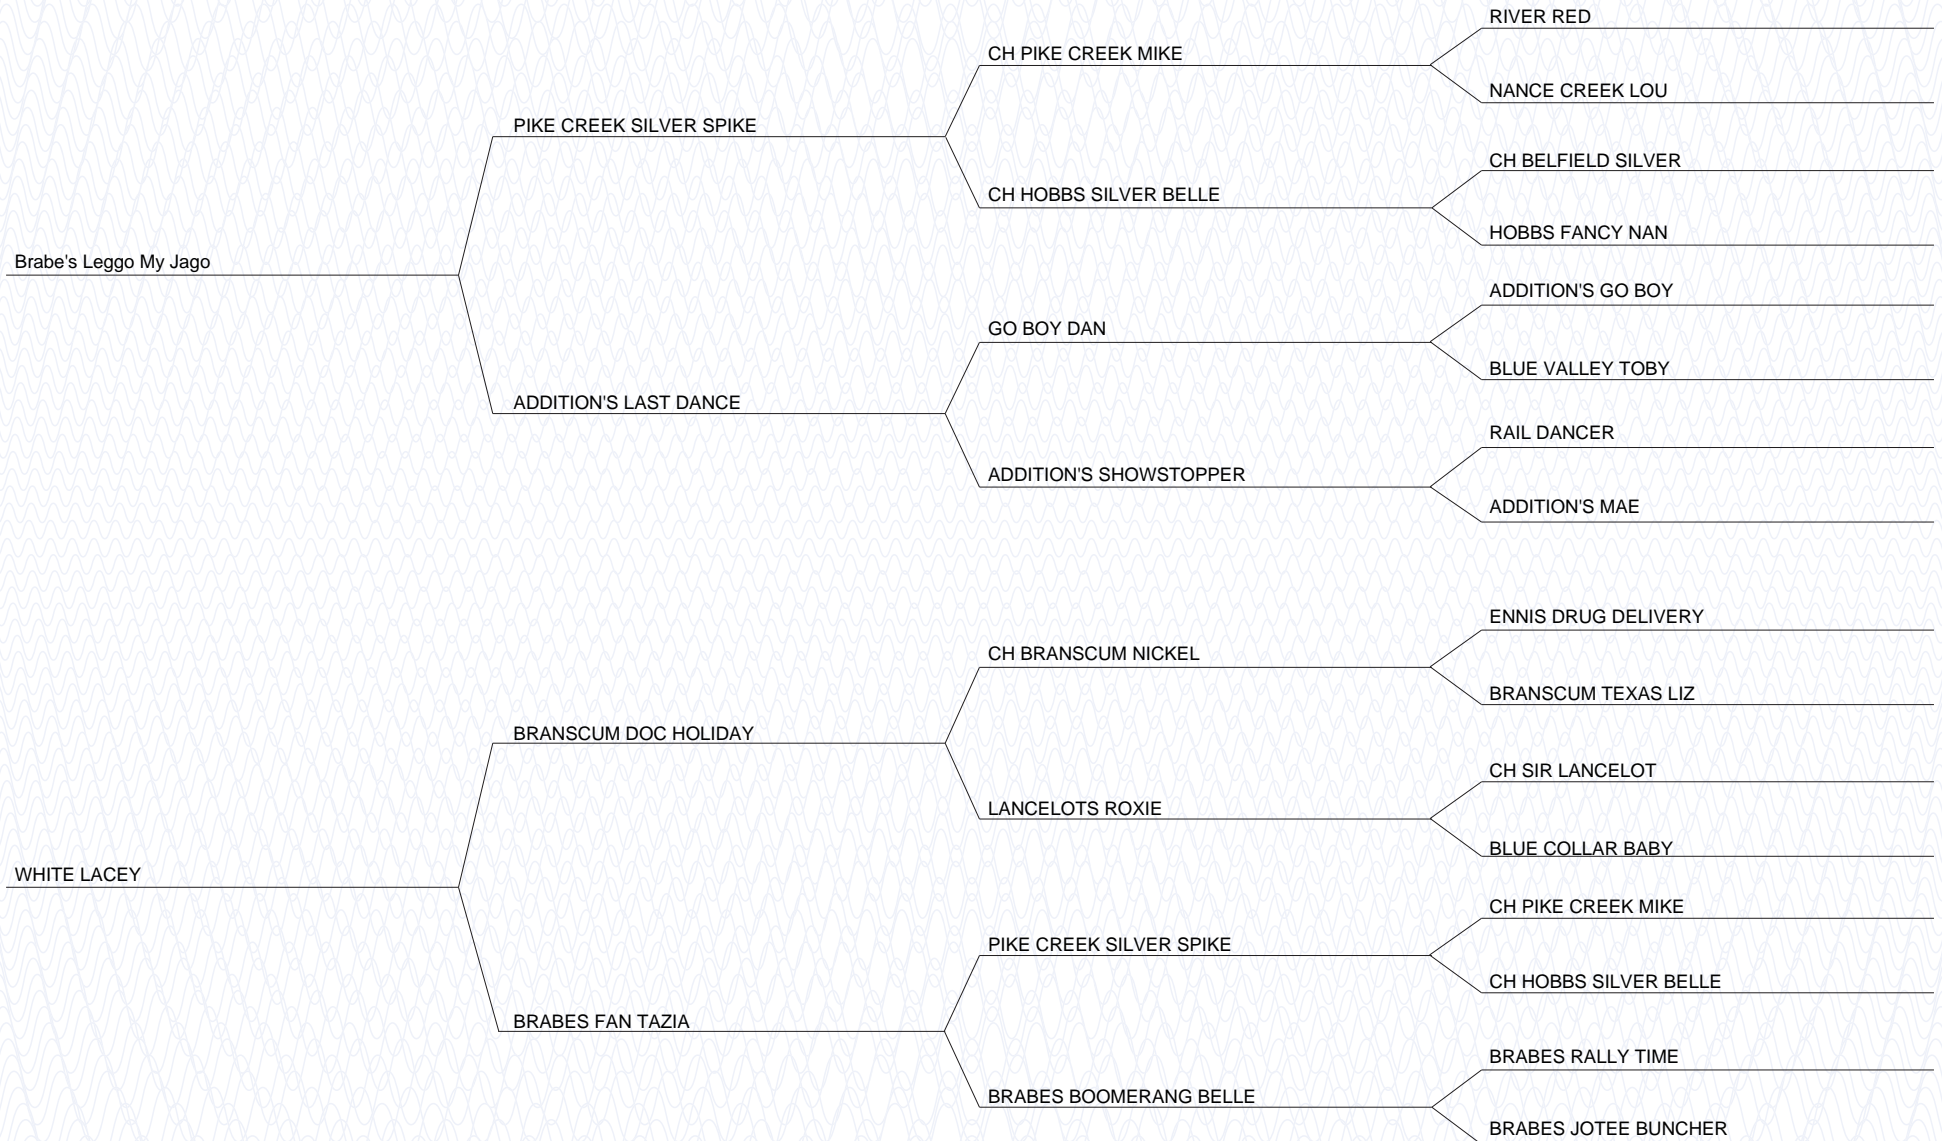 RIVER RED
CH PIKE CREEK MIKE
NANCE CREEK LOU
PIKE CREEK SILVER SPIKE
CH BELFIELD SILVER
CH HOBBS SILVER BELLE
HOBBS FANCY NAN
Brabe's Leggo My Jago
ADDITION'S GO BOY
GO BOY DAN
BLUE VALLEY TOBY
ADDITION'S LAST DANCE
RAIL DANCER
ADDITION'S SHOWSTOPPER
ADDITION'S MAE
ENNIS DRUG DELIVERY
CH BRANSCUM NICKEL
BRANSCUM TEXAS LIZ
BRANSCUM DOC HOLIDAY
CH SIR LANCELOT
LANCELOTS ROXIE
BLUE COLLAR BABY
WHITE LACEY
CH PIKE CREEK MIKE
PIKE CREEK SILVER SPIKE
CH HOBBS SILVER BELLE
BRABES FAN TAZIA
BRABES RALLY TIME
BRABES BOOMERANG BELLE
BRABES JOTEE BUNCHER